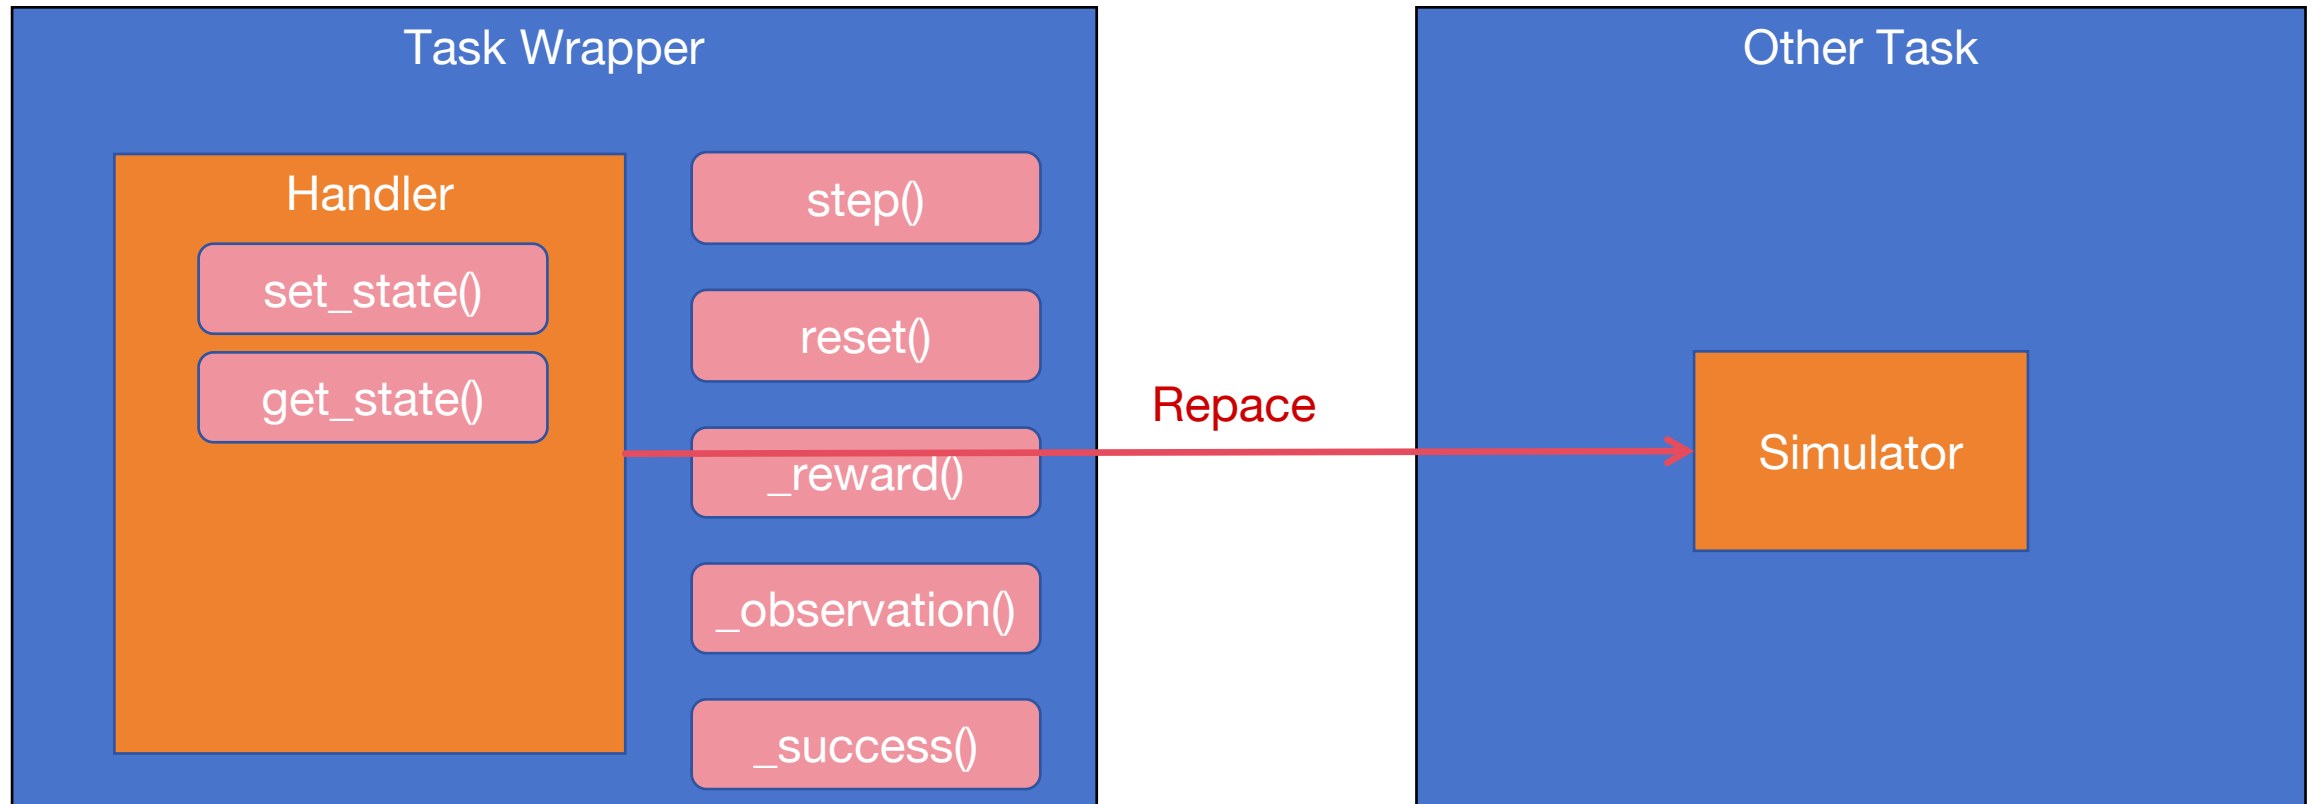 Task Wrapper
Handler
set_state()
get_state()
step()
reset()
_reward()
_observation()
_success()
Repace
Other Task
Simulator